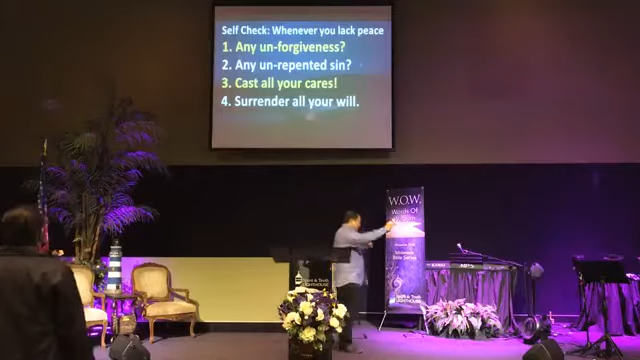 Self Check: Whenever you lack peace
1. Any un-forgiveness?
2. Any un-repented sin?
3. Cast all your cares!
4. Surrender all your will.
W.O.W.
Words Of